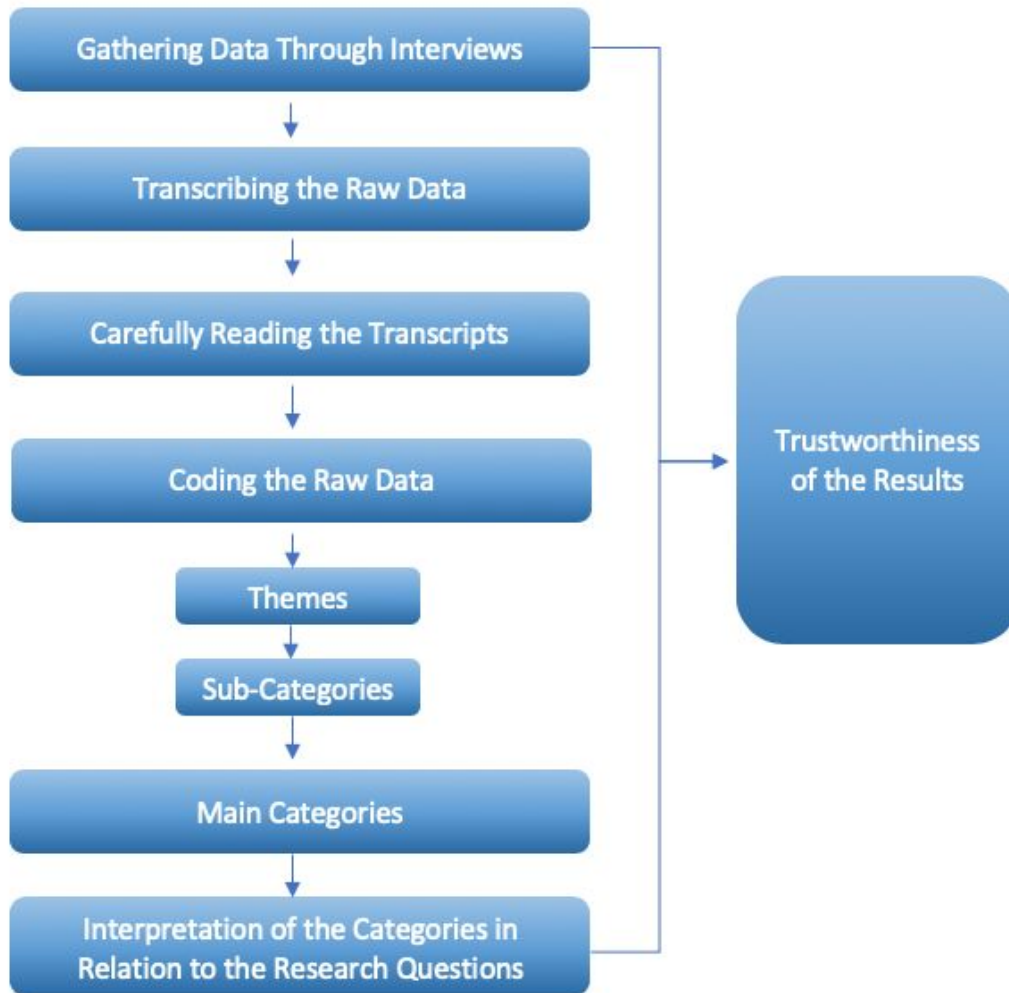 Gathering Data Through Interviews
Transcribing the Raw Data
Carefully Reading the Transcripts
Coding the Raw Data
Themes
Sub-Categories
Main Categories
Interpretation of the Categories in
Relation to the Research Questions
Trustworthiness
of the Results